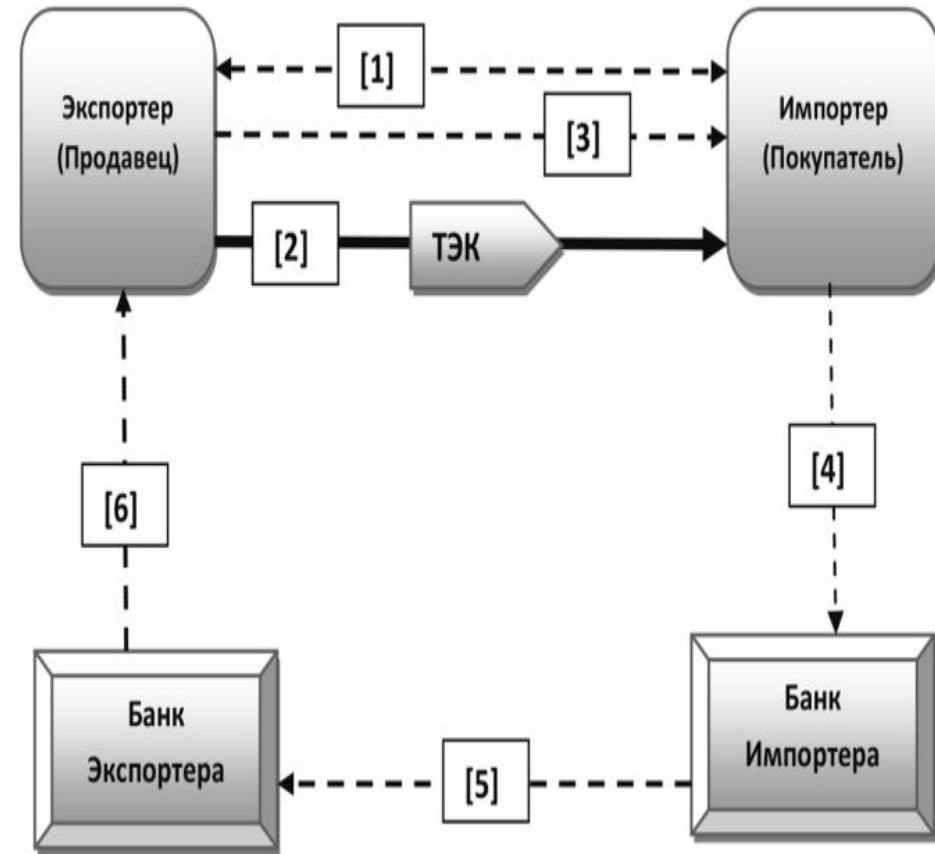 [1]
Экспортер
(Продавец)
Импортер
(Покупатель)
[3]
[2]
ТЭК
[4]
[6]
Банк
Экспортера
Банк
Импортера
[5]